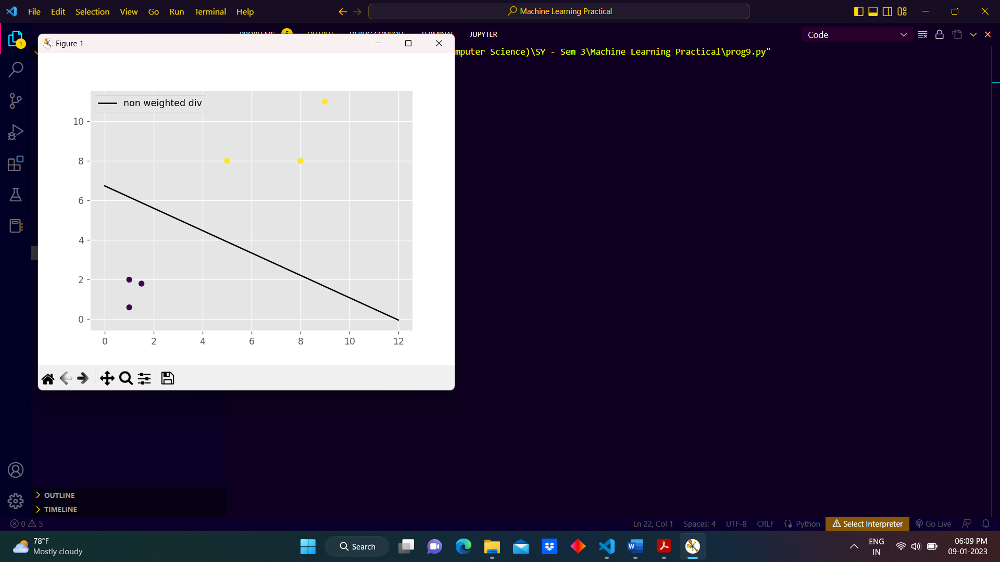 File Edit Selection View Go Run Terminal Help
Machine Learning Practical
PROBLEMS 5 OUTPUT DEBUG CONSOLE TERMINAL JUPYTER
Code
1
Figure 1
mputer Science)\SY - Sem 3\Machine Learning Practical\prog9.py"
non weighted div
10
8
6
4
2
0
0 2 4 6 8 10 12
OUTLINE
TIMELINE
0 5
Ln 22, Col 1 Spaces: 4 UTF-8 CRLF Python Select Interpreter Go Live
78°F
Mostly cloudy
Search
ENG
IN
06:09 PM
09-01-2023